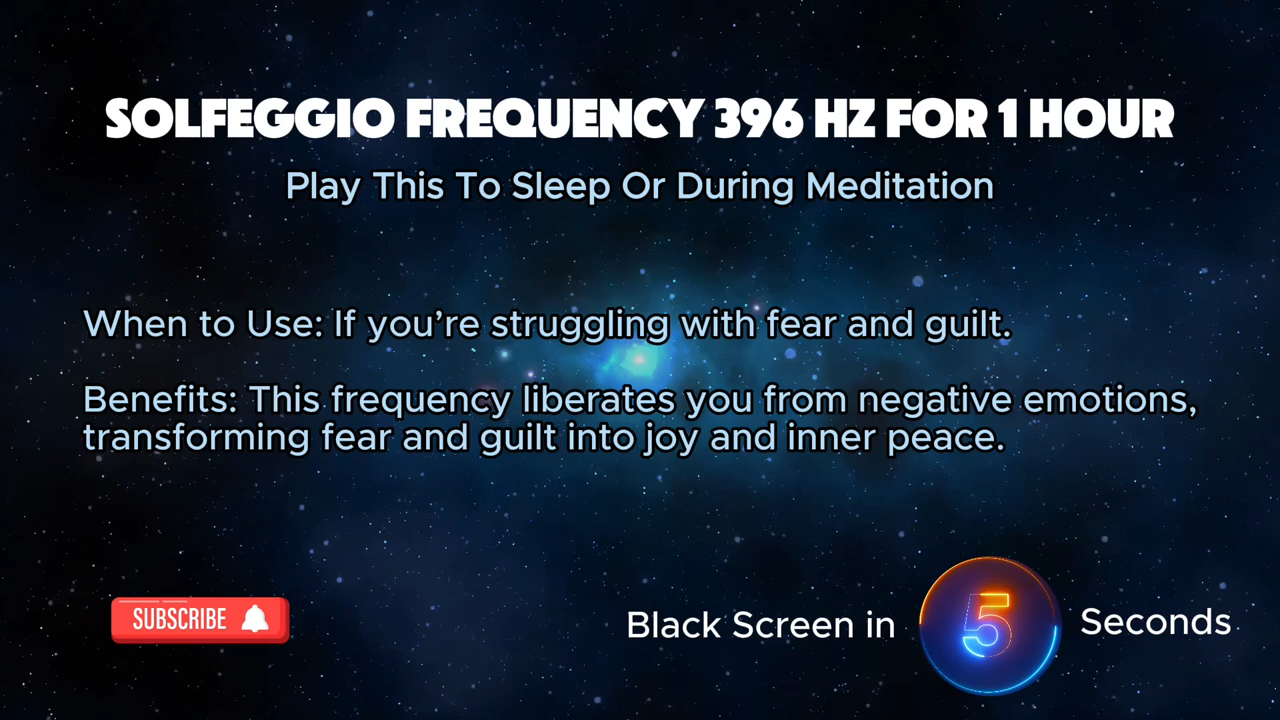 SOLFEGGIO FREQUENCY 396 HZ FOR 1 HOUR
Play This To Sleep Or During Meditation
When to Use: If you’re struggling with fear and guilt.
Benefits: This frequency liberates you from negative emotions,
transforming fear and guilt into joy and inner peace.
SUBSCRIBE
Black Screen in 5 Seconds